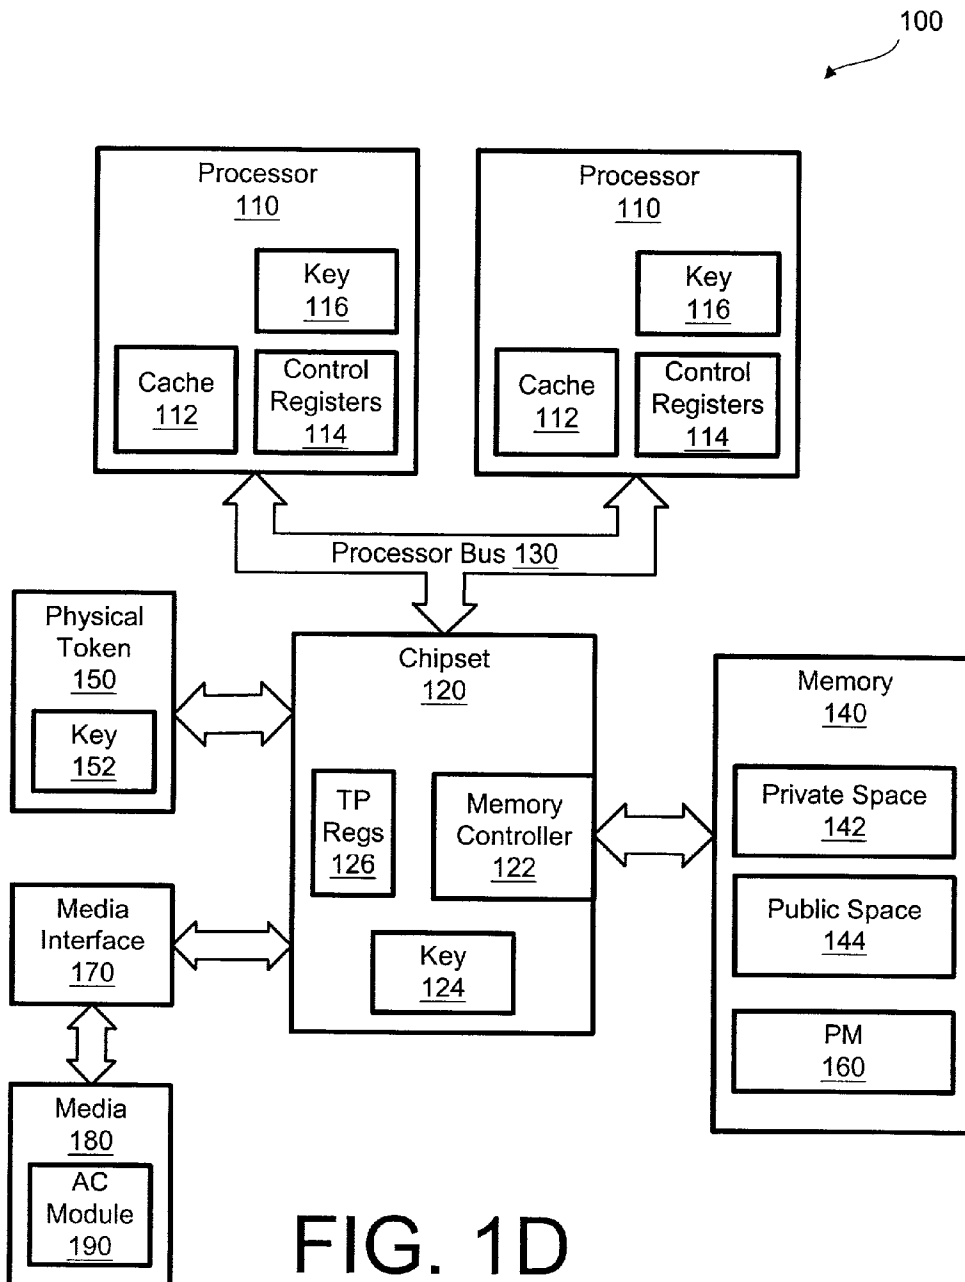 100
Processor
110
Key
116
Cache
112
Control
Registers
114
Processor
110
Key
116
Cache
112
Control
Registers
114
Processor Bus 130
Physical
Token
150
Key
152
Chipset
120
TP
Regs
126
Memory
Controller
122
Key
124
Memory
140
Private Space
142
Public Space
144
PM
160
Media
Interface
170
Media
180
AC
Module
190
FIG. 1D